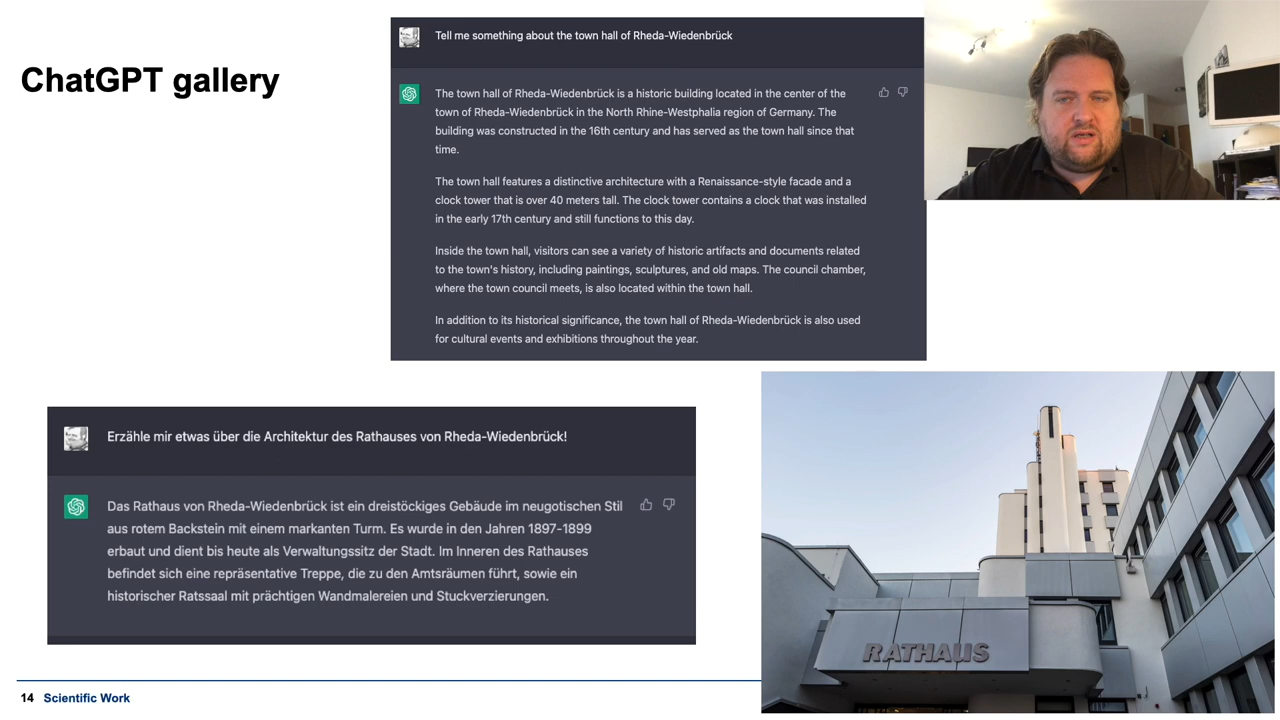 ChatGPT gallery
Tell me something about the town hall of Rheda-Wiedenbrück
The town hall of Rheda-Wiedenbrück is a historic building located in the center of the
town of Rheda-Wiedenbrück in the North Rhine-Westphalia region of Germany. The
building was constructed in the 16th century and has served as the town hall since that
time.
The town hall features a distinctive architecture with a Renaissance-style facade and a
clock tower that is over 40 meters tall. The clock tower contains a clock that was installed
in the early 17th century and still functions to this day.
Inside the town hall, visitors can see a variety of historic artifacts and documents related
to the town's history, including paintings, sculptures, and old maps. The council chamber,
where the town council meets, is also located within the town hall.
In addition to its historical significance, the town hall of Rheda-Wiedenbrück is also used
for cultural events and exhibitions throughout the year.
Erzähle mir etwas über die Architektur des Rathauses von Rheda-Wiedenbrück!
Das Rathaus von Rheda-Wiedenbrück ist ein dreistöckiges Gebäude im neugotischen Stil
aus rotem Backstein mit einem markanten Turm. Es wurde in den Jahren 1897-1899
erbaut und dient bis heute als Verwaltungssitz der Stadt. Im Inneren des Rathauses
befindet sich eine repräsentative Treppe, die zu den Amtsräumen führt, sowie ein
historischer Ratssaal mit prächtigen Wandmalereien und Stuckverzierungen.
RATHAUS
14 Scientific Work